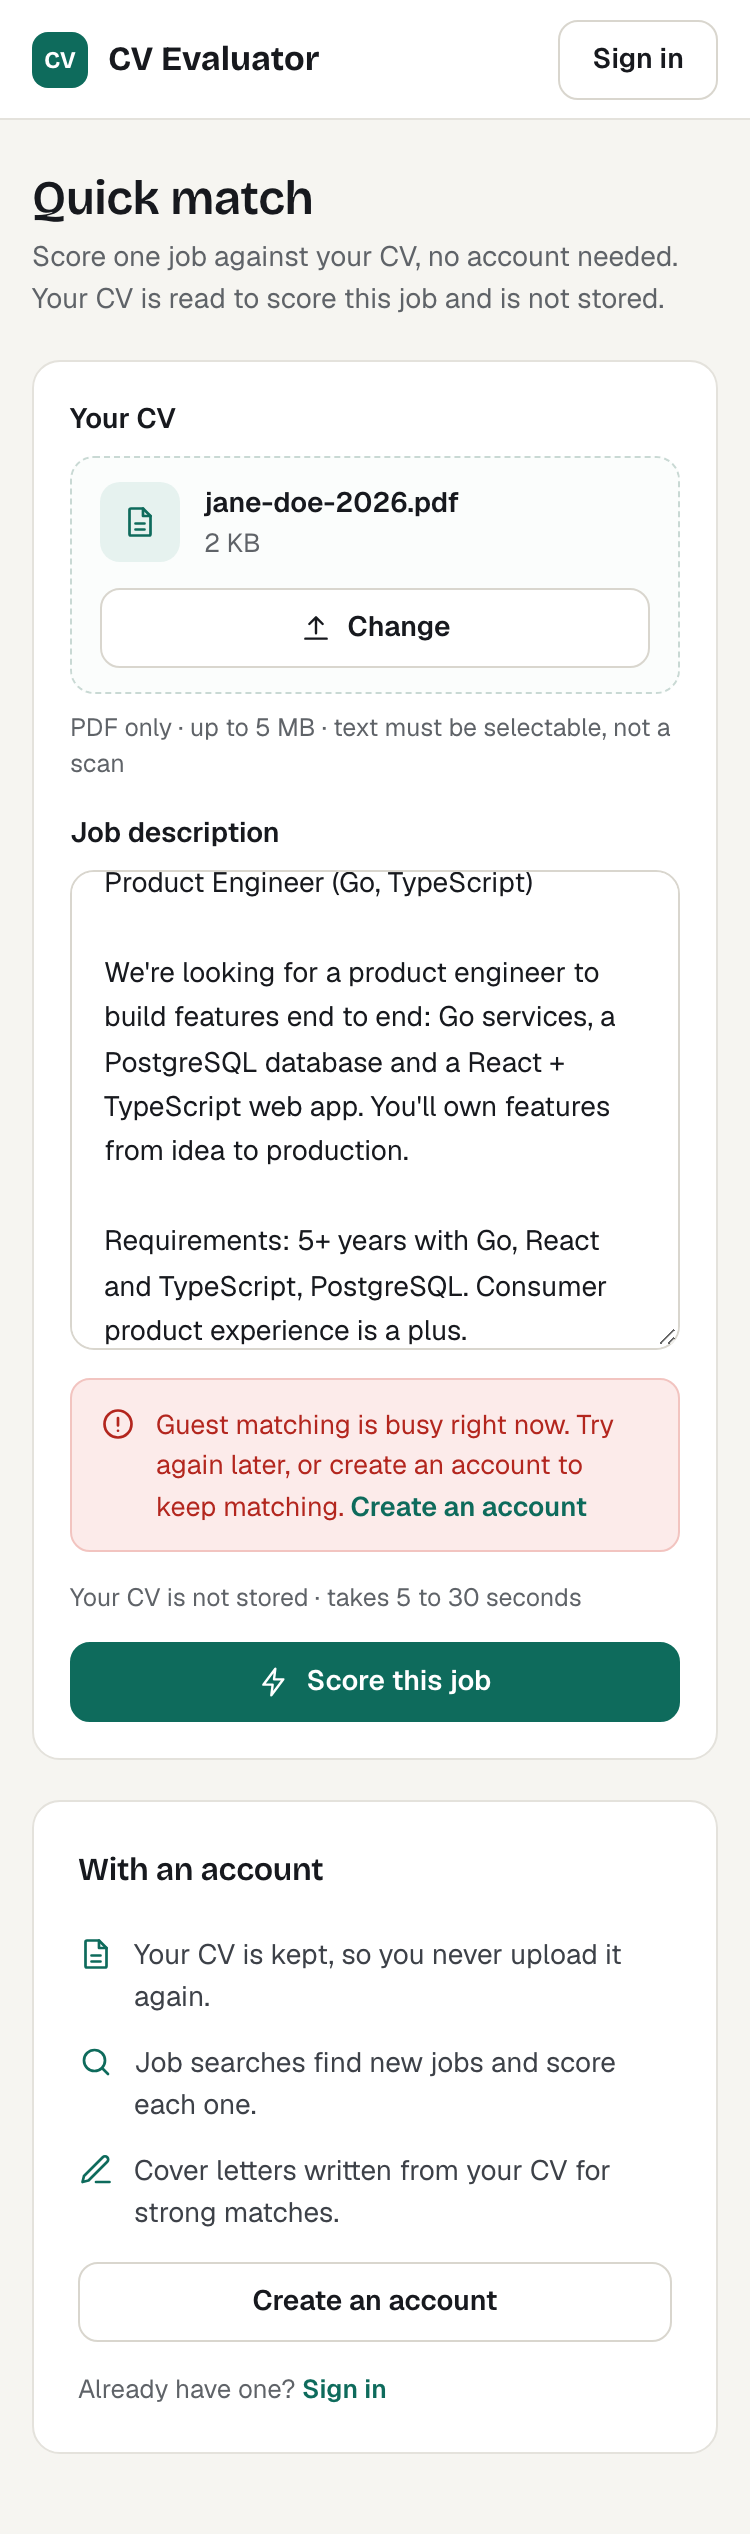 CV
CV Evaluator
Sign in
Quick match
Score one job against your CV, no account needed.
Your CV is read to score this job and is not stored.
Your CV
jane-doe-2026.pdf
2 KB
Change
PDF only · up to 5 MB · text must be selectable, not a
scan
Job description
Product Engineer (Go, TypeScript)
We're looking for a product engineer to
build features end to end: Go services, a
PostgreSQL database and a React +
TypeScript web app. You'll own features
from idea to production.
Requirements: 5+ years with Go, React
and TypeScript, PostgreSQL. Consumer
product experience is a plus.
Guest matching is busy right now. Try
again later, or create an account to
keep matching. Create an account
Your CV is not stored · takes 5 to 30 seconds
Score this job
With an account
Your CV is kept, so you never upload it
again.
Job searches find new jobs and score
each one.
Cover letters written from your CV for
strong matches.
Create an account
Already have one? Sign in